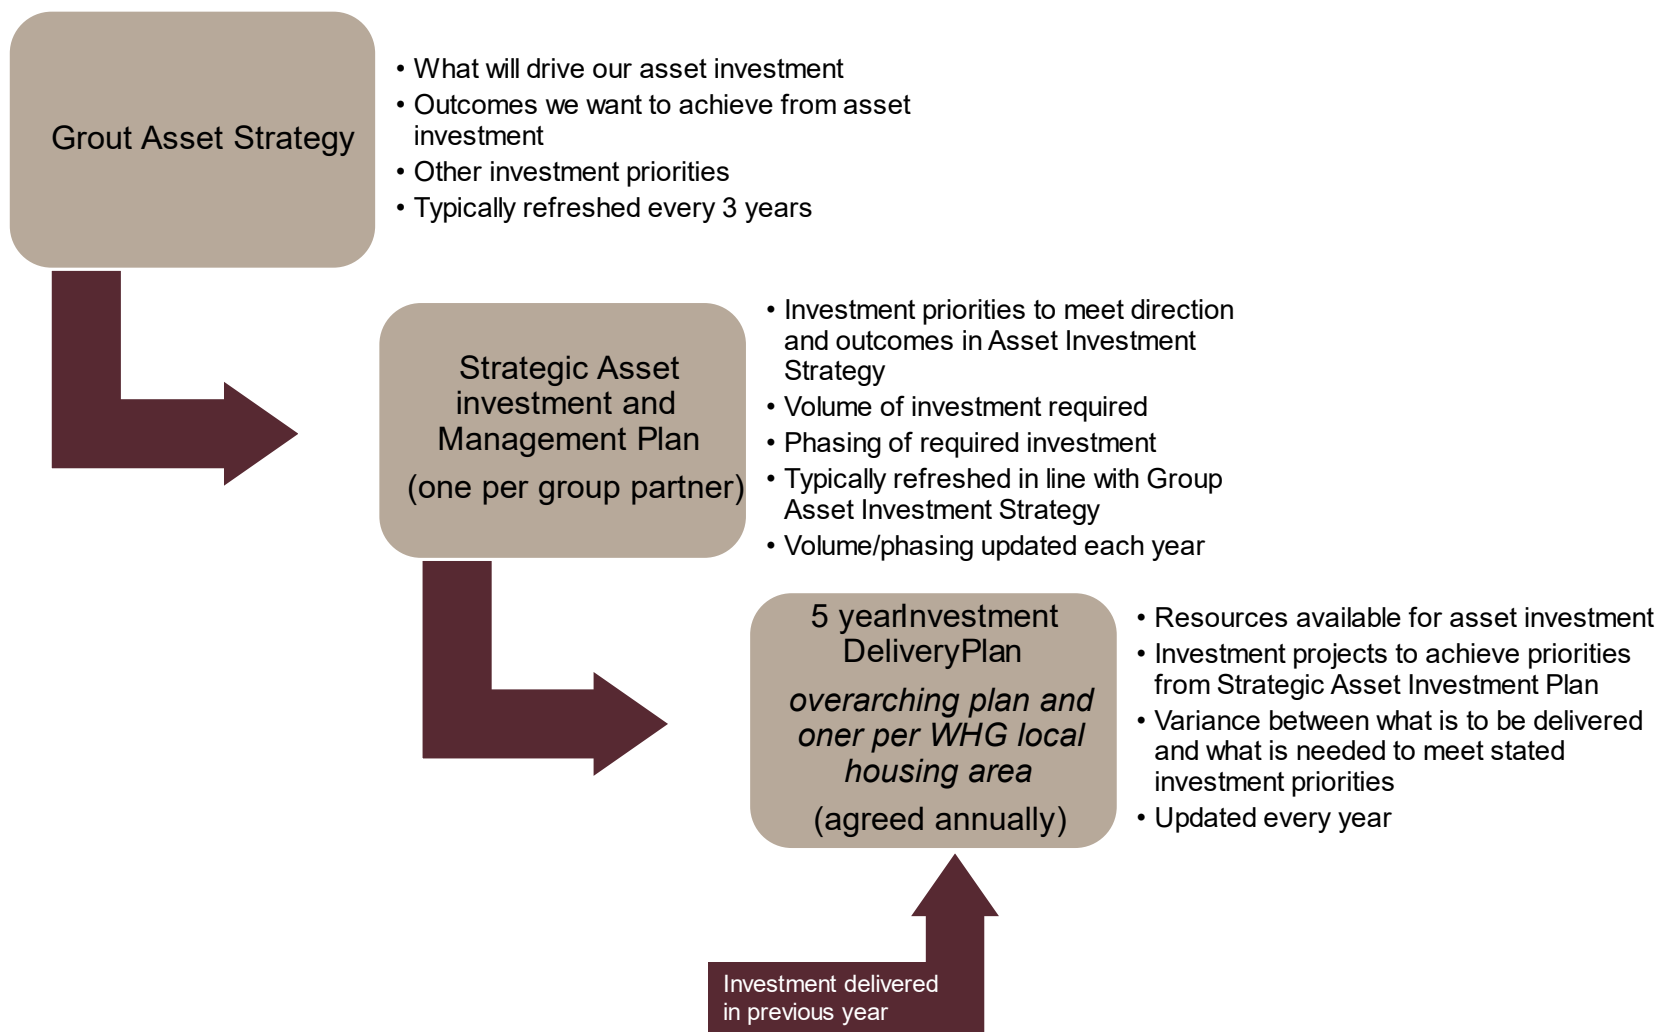 Grout Asset Strategy
• What will drive our asset investment
• Outcomes we want to achieve from asset
investment
• Other investment priorities
• Typically refreshed every 3 years
Strategic Asset
investment and
Management Plan
(one per group partner)
• Investment priorities to meet direction
and outcomes in Asset Investment
Strategy
• Volume of investment required
• Phasing of required investment
• Typically refreshed in line with Group
Asset Investment Strategy
• Volume/phasing updated each year
5 yearInvestment
DeliveryPlan
overarching plan and
oner per WHG local
housing area
(agreed annually)
• Resources available for asset investment
• Investment projects to achieve priorities
from Strategic Asset Investment Plan
• Variance between what is to be delivered
and what is needed to meet stated
investment priorities
• Updated every year
Investment delivered
in previous year